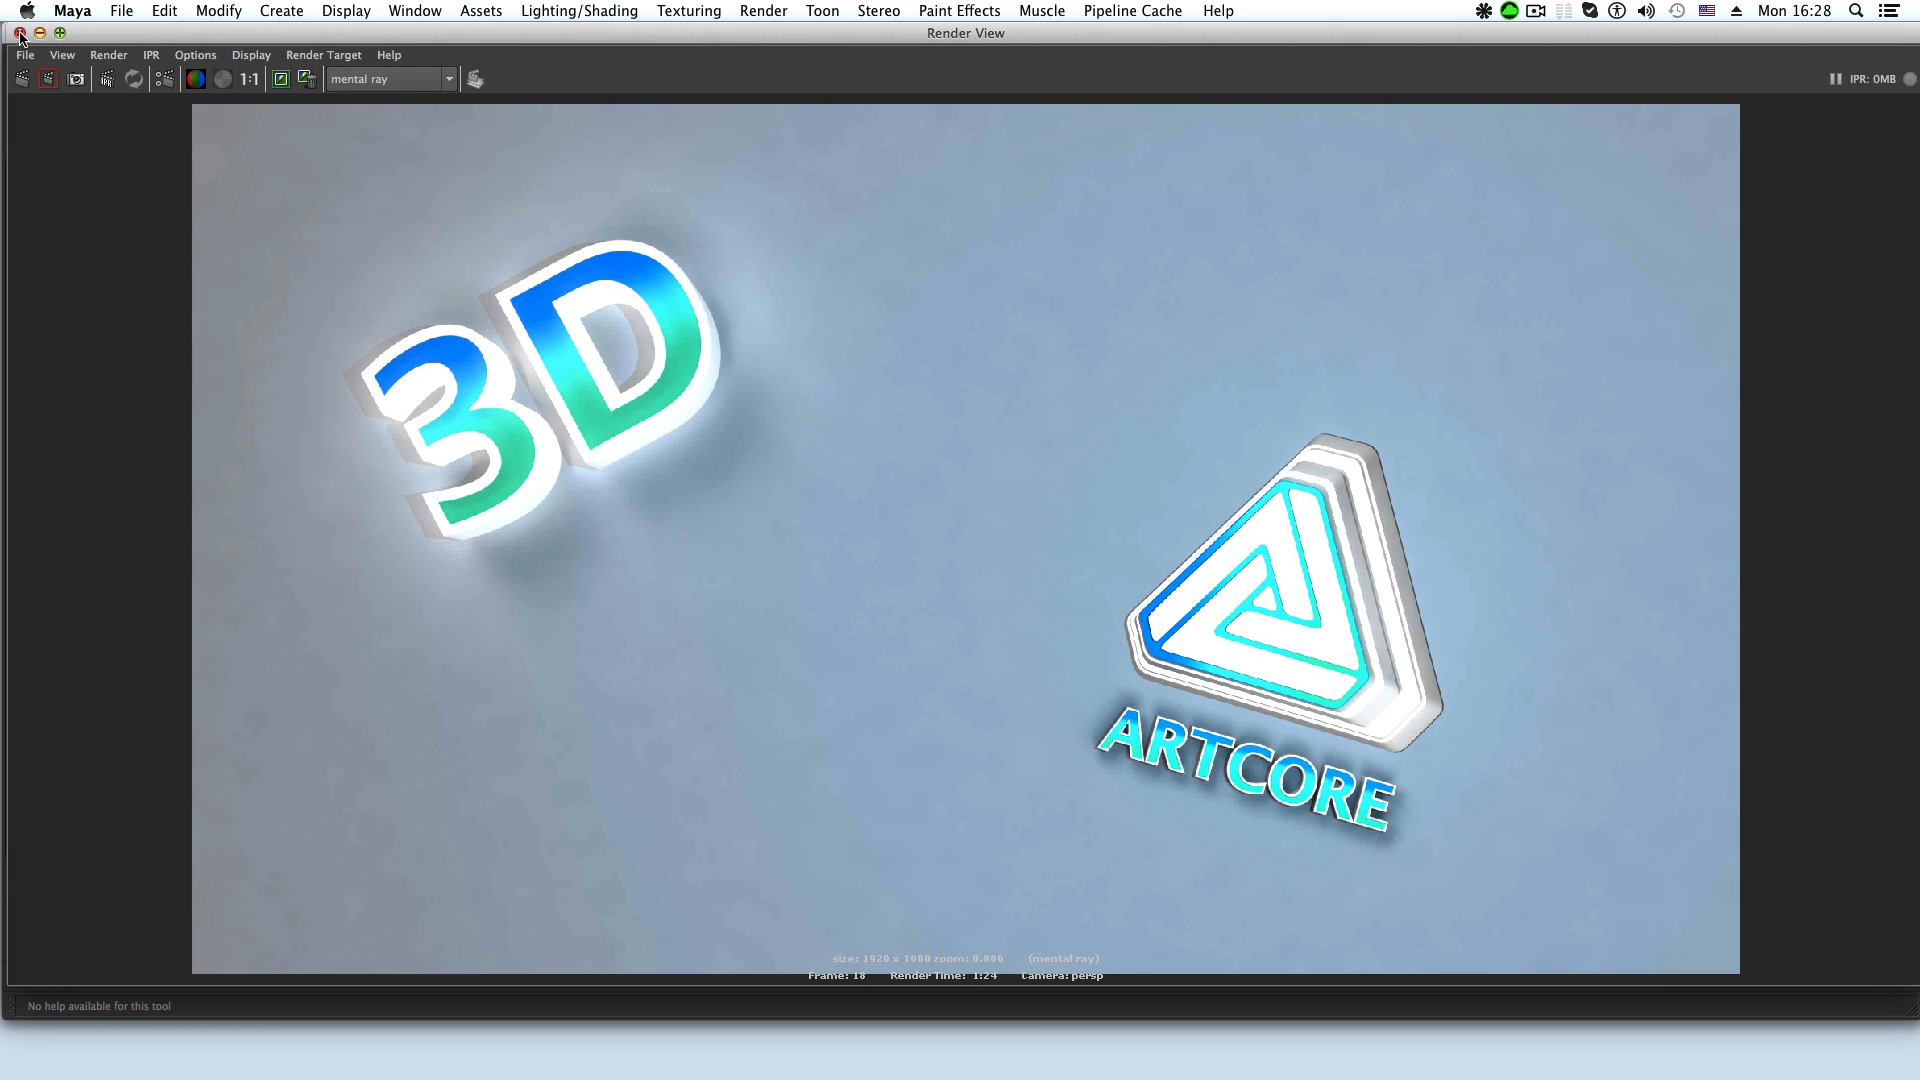 Maya File Edit Modify Create Display Window Assets Lighting/Shading Texturing Render Toon Stereo Paint Effects Muscle Pipeline Cache Help Mon 16:28
Render View
File View Render IPR Options Display Render Target Help
IPR 1:1 mental ray IPR: 0MB
3D
ARTCORE
size: 1920 x 1080 zoom: 0.806 (mental ray)
Frame: 18 Render Time: 1:24 Camera: persp
No help available for this tool